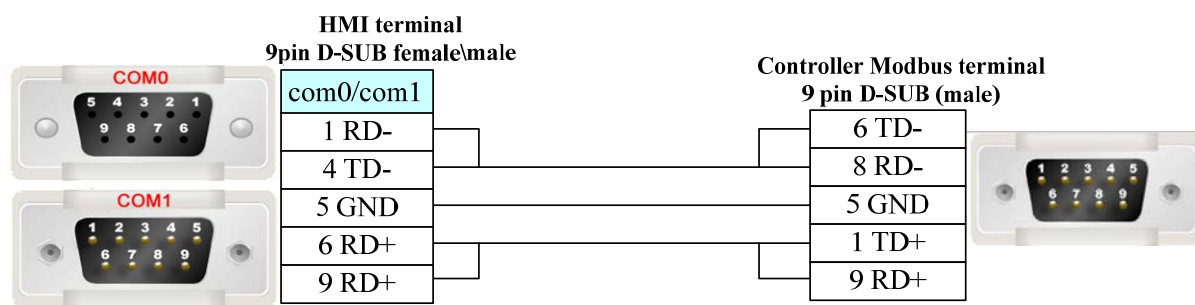 HMI terminal
9pin D-SUB female\male
COM0
5 4 3 2 1
9 8 7 6
COM1
1 2 3 4 5
6 7 8 9
com0/com1
1 RD-
4 TD-
5 GND
6 RD+
9 RD+
Controller Modbus terminal
9 pin D-SUB (male)
6 TD-
8 RD-
5 GND
1 TD+
9 RD+
1 2 3 4 5
6 7 8 9